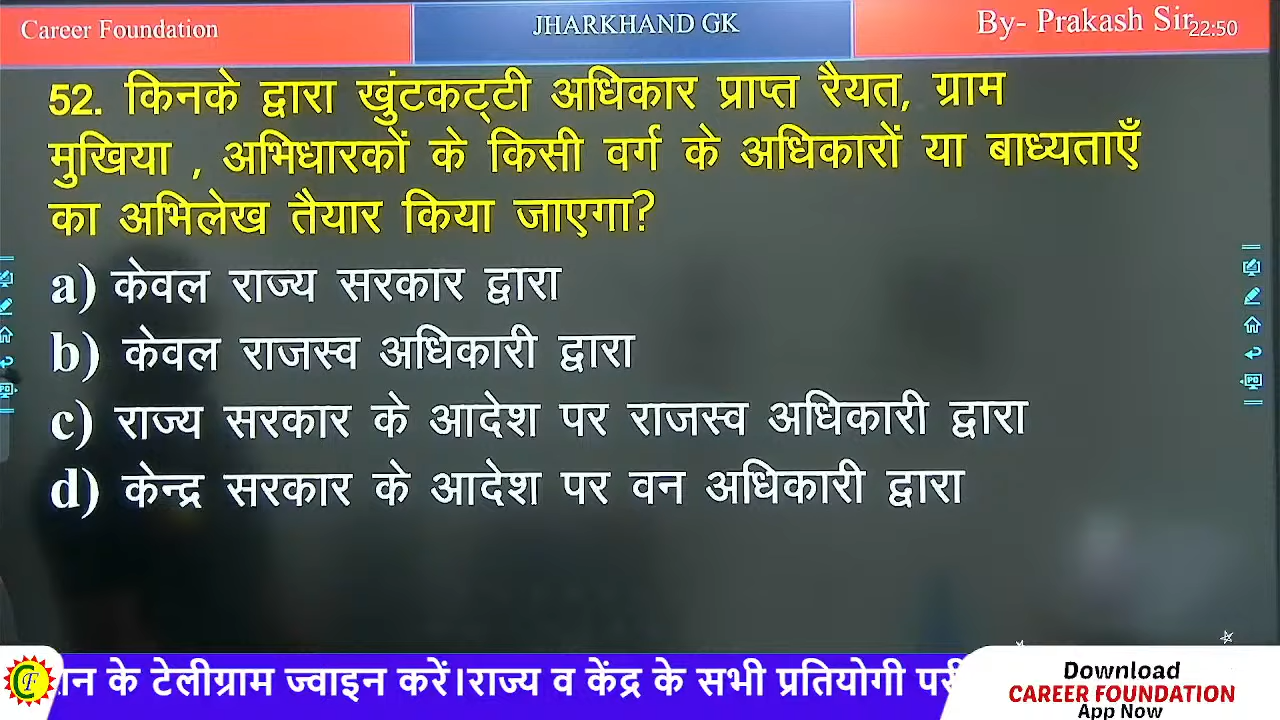 Career Foundation
JHARKHAND GK
By- Prakash Sir
22:50
52. किनके द्वारा खुंटकट्टी अधिकार प्राप्त रैयत, ग्राम
मुखिया , अभिधारकों के किसी वर्ग के अधिकारों या बाध्यताएँ
का अभिलेख तैयार किया जाएगा?
a) केवल राज्य सरकार द्वारा
b) केवल राजस्व अधिकारी द्वारा
c) राज्य सरकार के आदेश पर राजस्व अधिकारी द्वारा
d) केन्द्र सरकार के आदेश पर वन अधिकारी द्वारा
के टेलीग्राम ज्वाइन करें।राज्य व केंद्र के सभी प्रतियोगी
Download
CAREER FOUNDATION
App Now